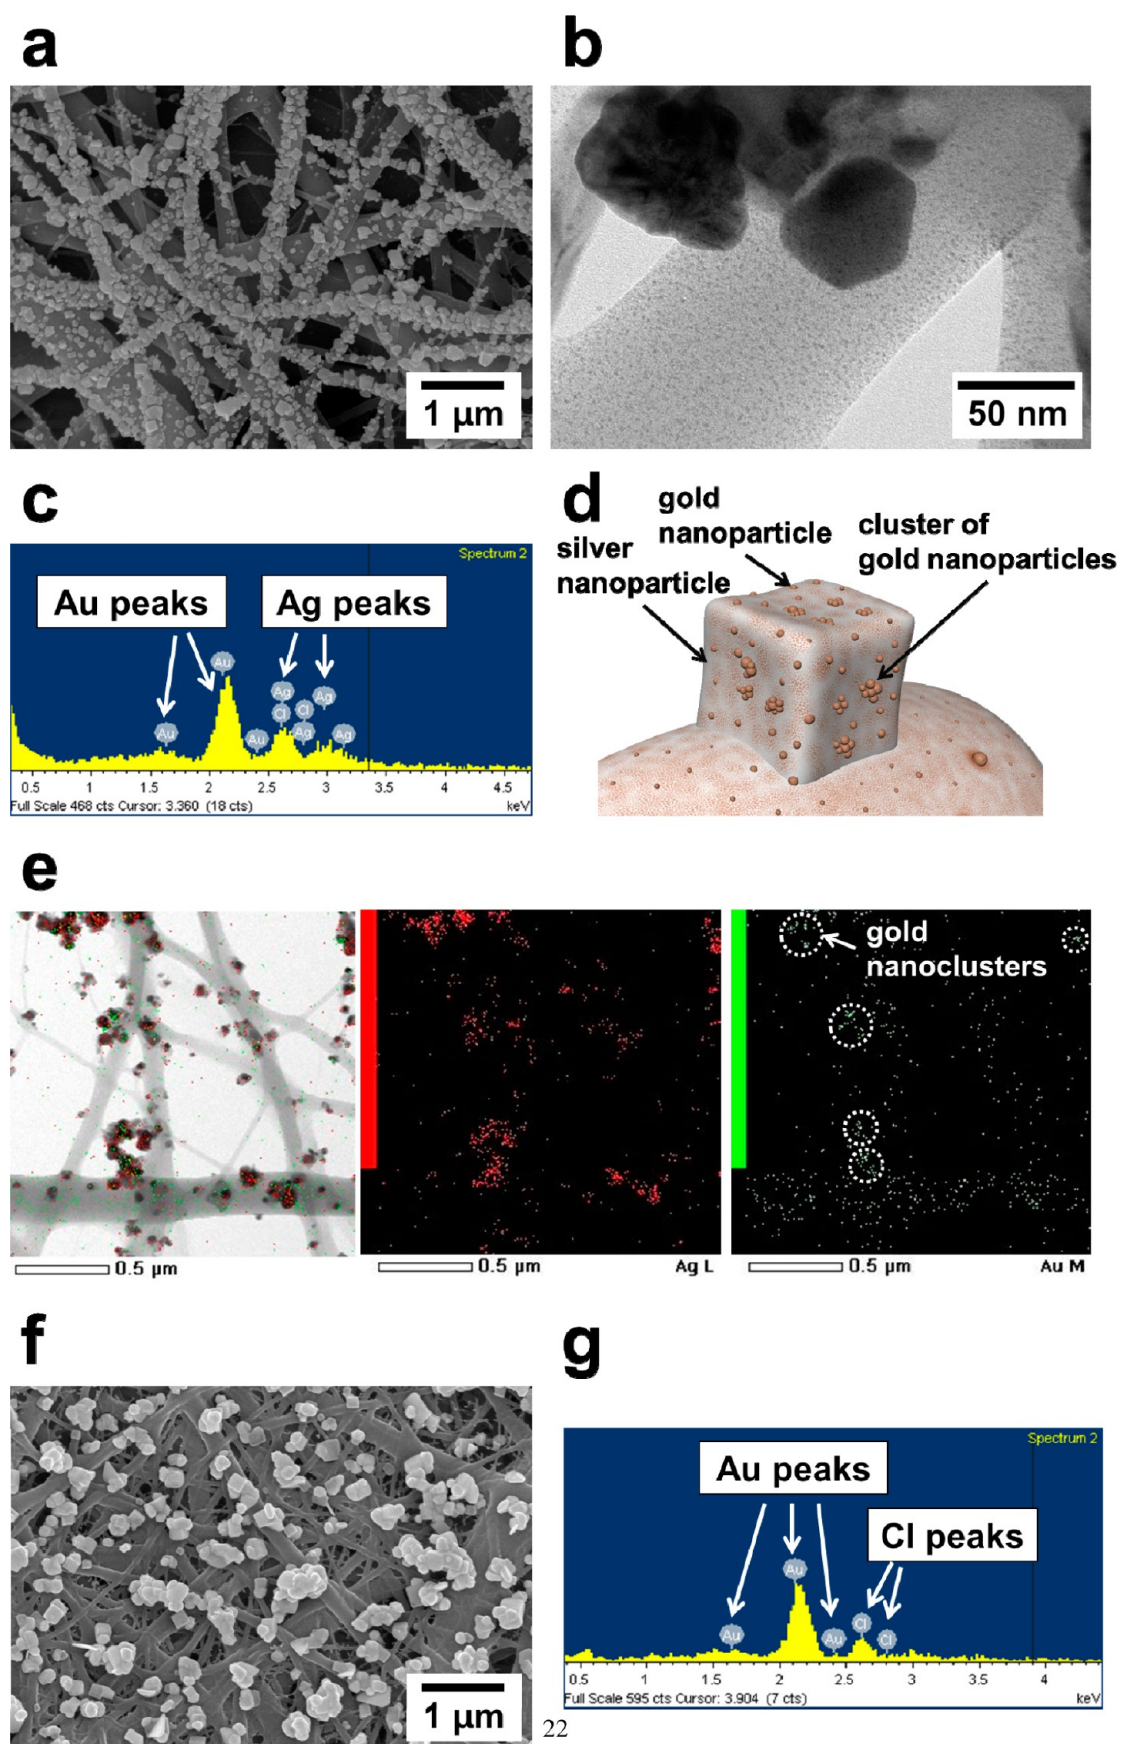 a
b
1 μm
50 nm
c
d
Spectrum 2
Au peaks
Ag peaks
Au
Ag
Cl
Cl
Ag
Au
Au
Ag
Ag
0.5 1 1.5 2 2.5 3 3.5 4 4.5
Full Scale 468 cts Cursor: 3.360 (18 cts)
keV
gold
nanoparticle
silver
nanoparticle
cluster of
gold nanoparticles
e
gold
nanoclusters
0.5 μm
0.5 μm
Ag L
0.5 μm
Au M
f
g
1 μm
Spectrum 2
Au peaks
Cl peaks
Au
Au
Au
Cl
Cl
0.5 1 1.5 2 2.5 3 3.5 4
Full Scale 595 cts Cursor: 3.904 (7 cts)
keV
22